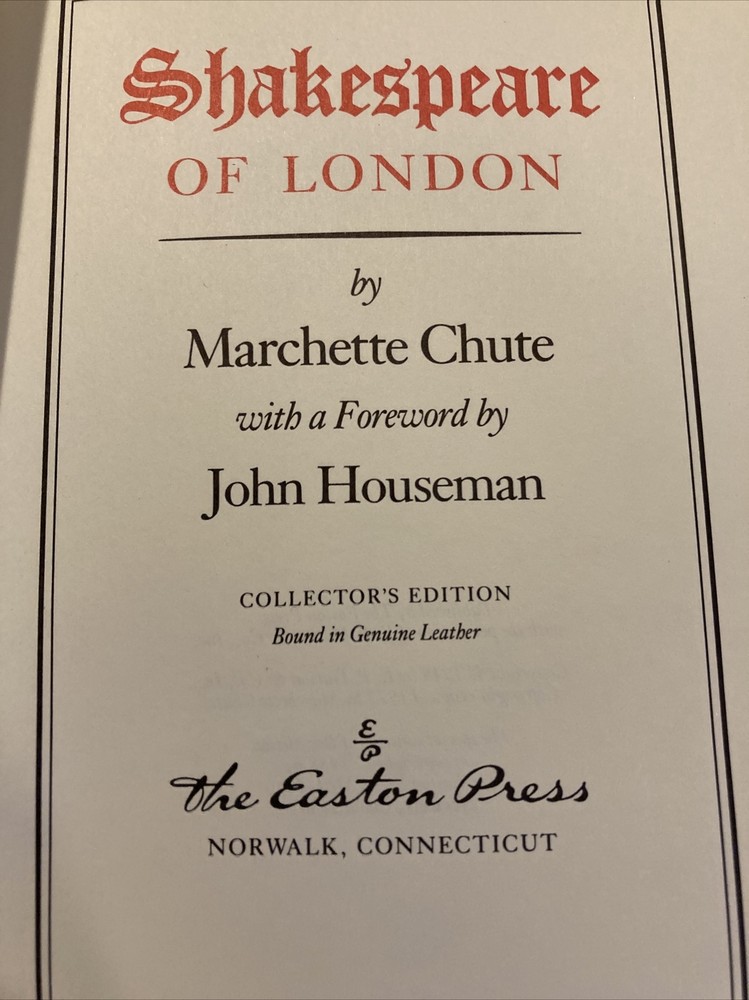 Shakespeare
OF LONDON
by
Marchette Chute
with a Foreword by
John Houseman
COLLECTOR'S EDITION
Bound in Genuine Leather
E
P
The Easton Press
NORWALK, CONNECTICUT